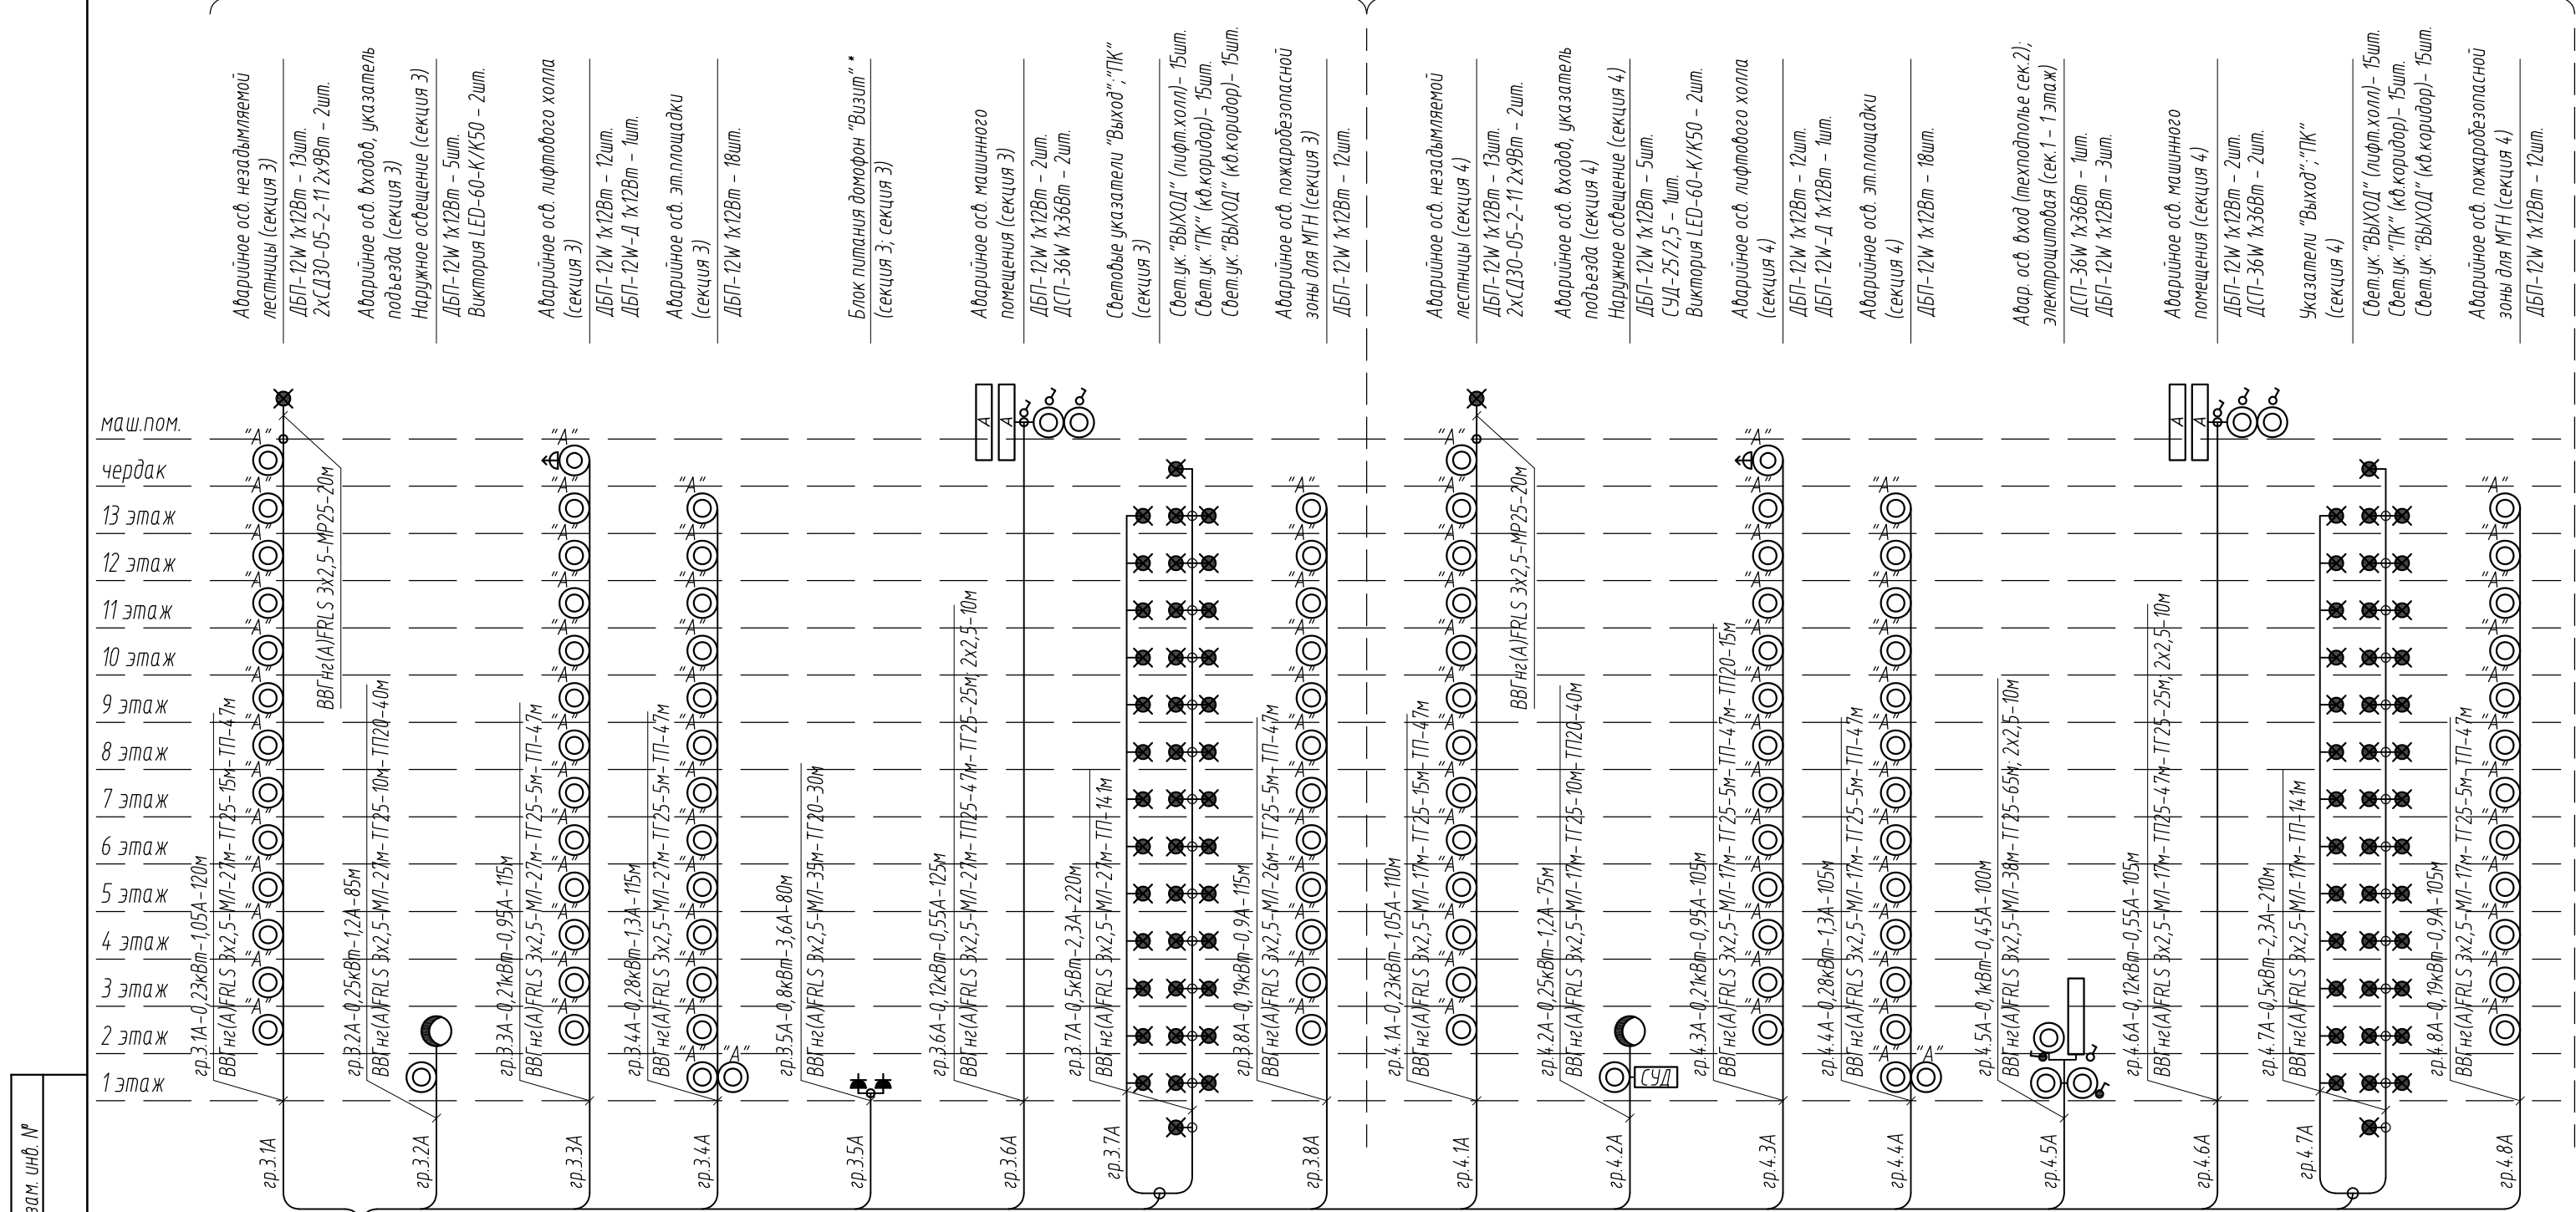 Аварийное осв. незадымляемой
лестницы (секция 3)
ДБП-12W 1х12Вт - 13шт.
2хСДЗО-05-2-11 2х9Вт - 2шт.
Аварийное осв. входов, указатель
подъезда (секция 3)
Наружное освещение (секция 3)
ДБП-12W 1х12Вт - 5шт.
Виктория LED-60-К/К50 - 2шт.
Аварийное осв. лифтового холла
(секция 3)
ДБП-12W 1х12Вт - 12шт.
ДБП-12W-Д 1х12Вт - 1шт.
Аварийное осв. эт.площадки
(секция 3)
ДБП-12W 1х12Вт - 18шт.
Блок питания домофон "Визит" *
(секция 3; секция 3)
Аварийное осв. машинного
помещения (секция 3)
ДБП-12W 1х12Вт - 2шт.
ДСП-36W 1х36Вт - 2шт.
Световые указатели "Выход";"ПК"
(секция 3)
Свет.ук. "ВЫХОД" (лифт.холл)- 15шт.
Свет.ук. "ПК" (кв.коридор)- 15шт.
Свет.ук. "ВЫХОД" (кв.коридор)- 15шт.
Аварийное осв. пожаробезопасной
зоны для МГН (секция 3)
ДБП-12W 1х12Вт - 12шт.
Аварийное осв. незадымляемой
лестницы (секция 4)
ДБП-12W 1х12Вт - 13шт.
2хСДЗО-05-2-11 2х9Вт - 2шт.
Аварийное осв. входов, указатель
подъезда (секция 4)
Наружное освещение (секция 4)
ДБП-12W 1х12Вт - 5шт.
СУД-25/2,5 - 1шт.
Виктория LED-60-К/К50 - 2шт.
Аварийное осв. лифтового холла
(секция 4)
ДБП-12W 1х12Вт - 12шт.
ДБП-12W-Д 1х12Вт - 1шт.
Аварийное осв. эт.площадки
(секция 4)
ДБП-12W 1х12Вт - 18шт.
Авар. осв. вход (техподполье сек.2);
электрощитовая (сек.1 - 1 этаж)
ДСП-36W 1х36Вт - 1шт.
ДБП-12W 1х12Вт - 3шт.
Аварийное осв. машинного
помещения (секция 4)
ДБП-12W 1х12Вт - 2шт.
ДСП-36W 1х36Вт - 2шт.
Указатели "Выход";"ПК"
(секция 4)
Свет.ук. "ВЫХОД" (лифт.холл)- 15шт.
Свет.ук. "ПК" (кв.коридор)- 15шт.
Свет.ук. "ВЫХОД" (кв.коридор)- 15шт.
Аварийное осв. пожаробезопасной
зоны для МГН (секция 4)
ДБП-12W 1х12Вт - 12шт.
маш.пом.
чердак
13 этаж
12 этаж
11 этаж
10 этаж
9 этаж
8 этаж
7 этаж
6 этаж
5 этаж
4 этаж
3 этаж
2 этаж
1 этаж
гр.3.1А-0,23кВт-1,05А-120м
ВВГнг(А)FRLS 3х2,5-МЛ-27м-ТГ25-15м-ТП-47м
ВВГнг(А)FRLS 3х2,5-МР25-20м
гр.3.2А-0,25кВт-1,2А-85м
ВВГнг(А)FRLS 3х2,5-МЛ-27м-ТГ25-10м-ТП20-40м
гр.3.3А-0,21кВт-0,95А-115м
ВВГнг(А)FRLS 3х2,5-МЛ-27м-ТГ25-5м-ТП-47м
гр.3.4А-0,28кВт-1,3А-115м
ВВГнг(А)FRLS 3х2,5-МЛ-27м-ТГ25-5м-ТП-47м
гр.3.5А-0,8кВт-3,6А-80м
ВВГнг(А)FRLS 3х2,5-МЛ-35м-ТГ20-30м
гр.3.6А-0,12кВт-0,55А-125м
ВВГнг(А)FRLS 3х2,5-МЛ-27м-ТП25-47м-ТГ25-25м; 2х2,5-10м
гр.3.7А-0,5кВт-2,3А-220м
ВВГнг(А)FRLS 3х2,5-МЛ-27м-ТП-141м
гр.3.8А-0,19кВт-0,9А-115м
ВВГнг(А)FRLS 3х2,5-МЛ-26м-ТГ25-5м-ТП-47м
гр.4.1А-0,23кВт-1,05А-110м
ВВГнг(А)FRLS 3х2,5-МЛ-17м-ТГ25-15м-ТП-47м
ВВГнг(А)FRLS 3х2,5-МР25-20м
гр.4.2А-0,25кВт-1,2А-75м
ВВГнг(А)FRLS 3х2,5-МЛ-17м-ТГ25-10м-ТП20-40м
гр.4.3А-0,21кВт-0,95А-105м
ВВГнг(А)FRLS 3х2,5-МЛ-17м-ТГ25-5м-ТП-47м-ТП20-15м
гр.4.4А-0,28кВт-1,3А-105м
ВВГнг(А)FRLS 3х2,5-МЛ-17м-ТГ25-5м-ТП-47м
гр.4.5А-0,1кВт-0,45А-100м
ВВГнг(А)FRLS 3х2,5-МЛ-38м-ТГ25-65м; 2х2,5-10м
гр.4.6А-0,12кВт-0,55А-105м
ВВГнг(А)FRLS 3х2,5-МЛ-17м-ТП25-47м-ТГ25-25м; 2х2,5-10м
гр.4.7А-0,5кВт-2,3А-210м
ВВГнг(А)FRLS 3х2,5-МЛ-17м-ТП-141м
гр.4.8А-0,19кВт-0,9А-105м
ВВГнг(А)FRLS 3х2,5-МЛ-17м-ТГ25-5м-ТП-47м
СУД
гр.3.1А
гр.3.2А
гр.3.3А
гр.3.4А
гр.3.5А
гр.3.6А
гр.3.7А
гр.3.8А
гр.4.1А
гр.4.2А
гр.4.3А
гр.4.4А
гр.4.5А
гр.4.6А
гр.4.7А
гр.4.8А
зам. инв. №